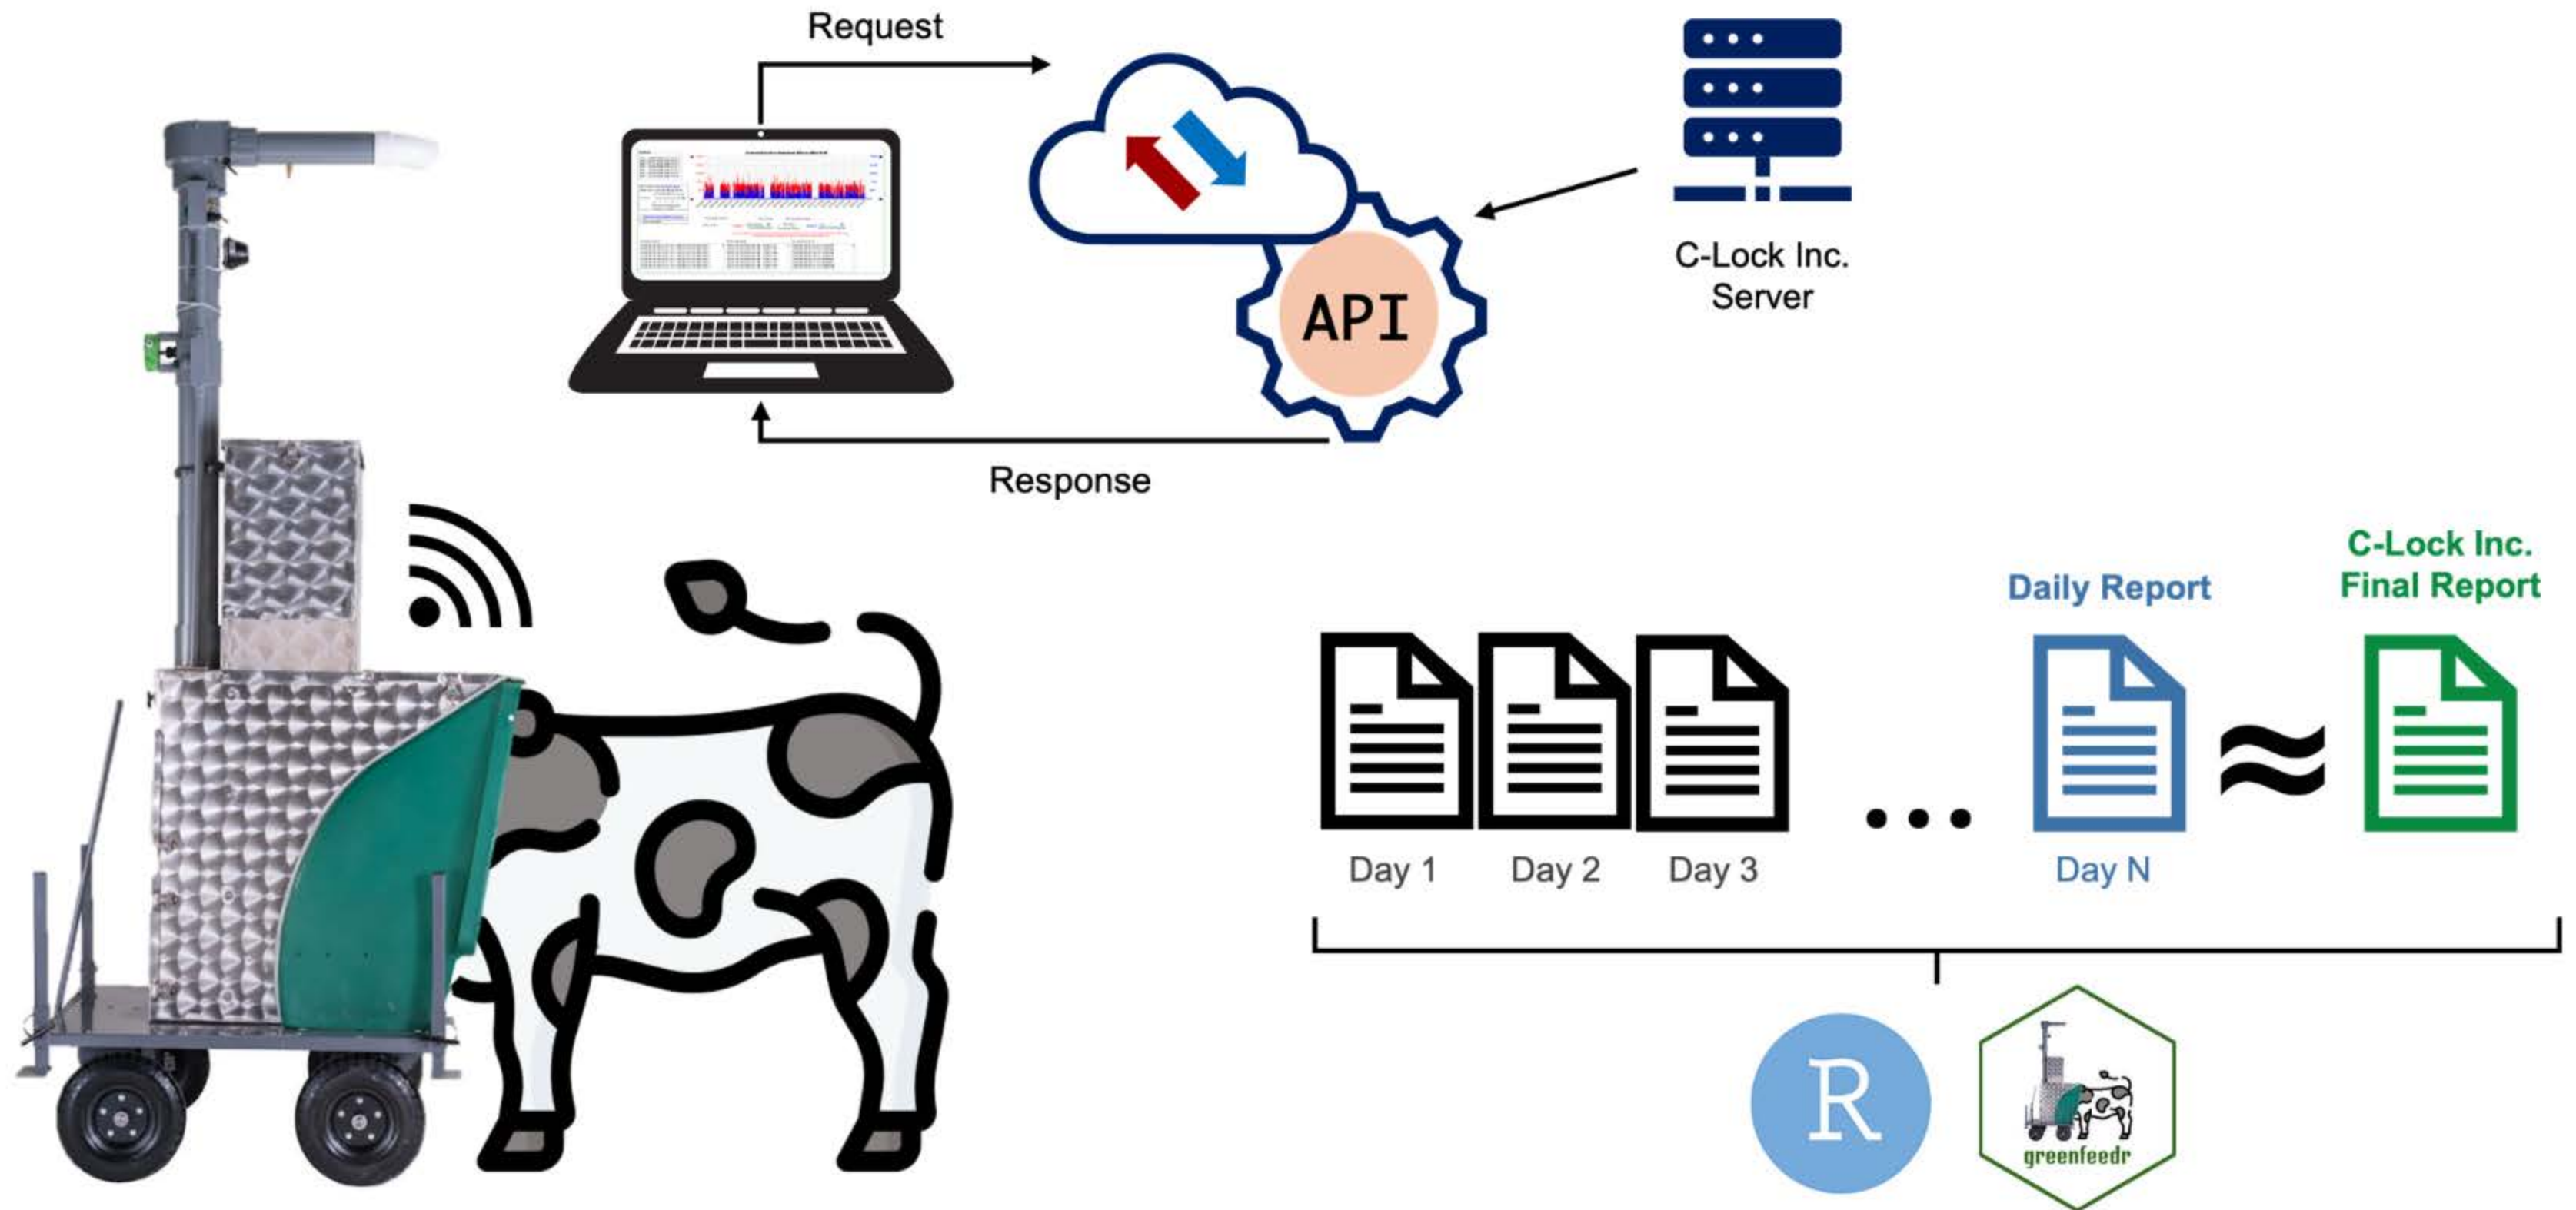 Request
API
C-Lock Inc.
Server
Response
C-Lock Inc.
Final Report
Daily Report
Day 1
Day 2
Day 3
...
Day N
≈
R
greenfeedr